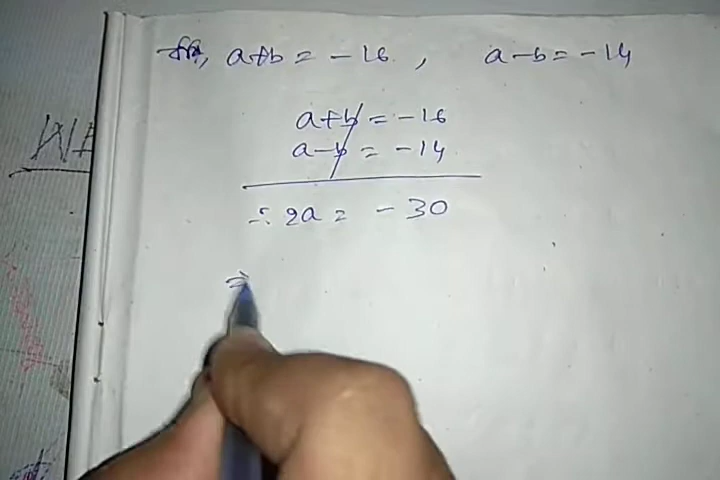 a+b = -16 , a-b = -14
a+b = -16
a-b = -14
∴ 2a = -30
⇒